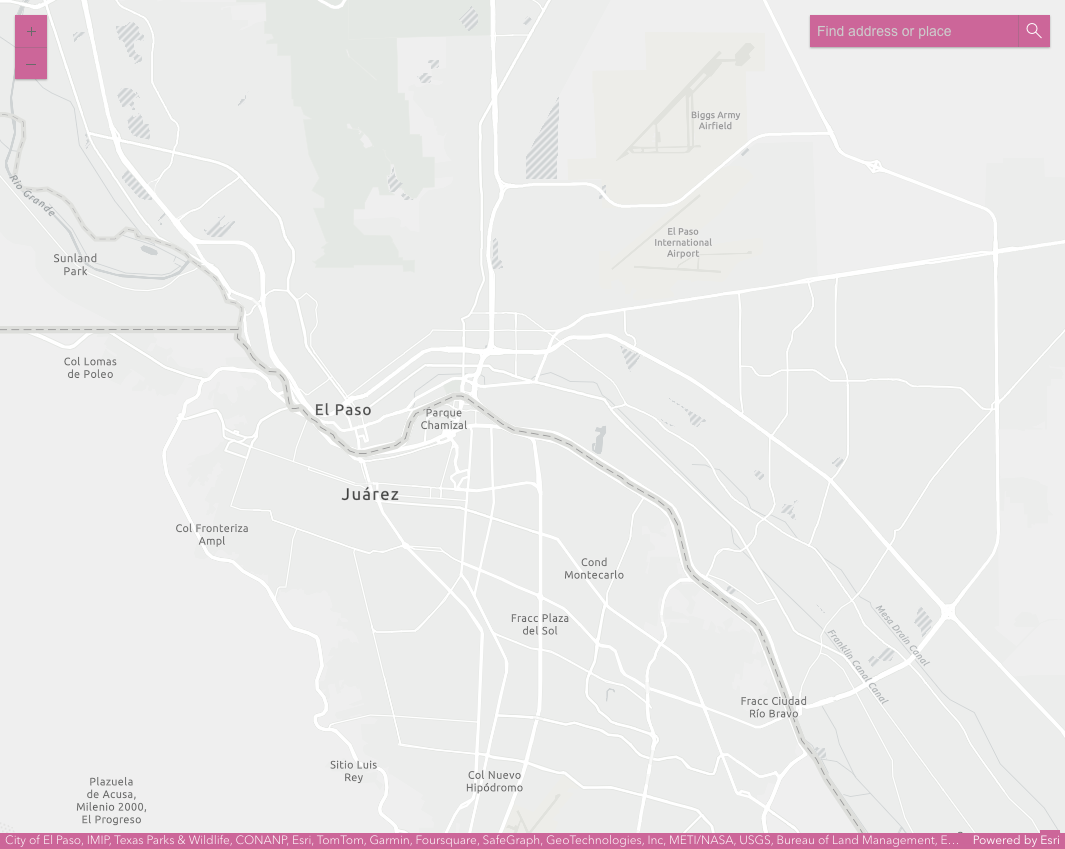 +
Find address or place
−
Biggs Army
Airfield
Rio Grande
El Paso
International
Airport
Sunland
Park
Col Lomas
de Poleo
El Paso
Parque
Chamizal
Juárez
Col Fronteriza
Ampl
Cond
Montecarlo
Fracc Plaza
del Sol
Mesa Drain Canal
Franklin Canal Canal
Fracc Ciudad
Río Bravo
Sitio Luis
Rey
Col Nuevo
Hipódromo
Plazuela
de Acusa,
Milenio 2000,
El Progreso
City of El Paso, IMIP, Texas Parks & Wildlife, CONANP, Esri, TomTom, Garmin, Foursquare, SafeGraph, GeoTechnologies, Inc, METI/NASA, USGS, Bureau of Land Management, E... Powered by Esri